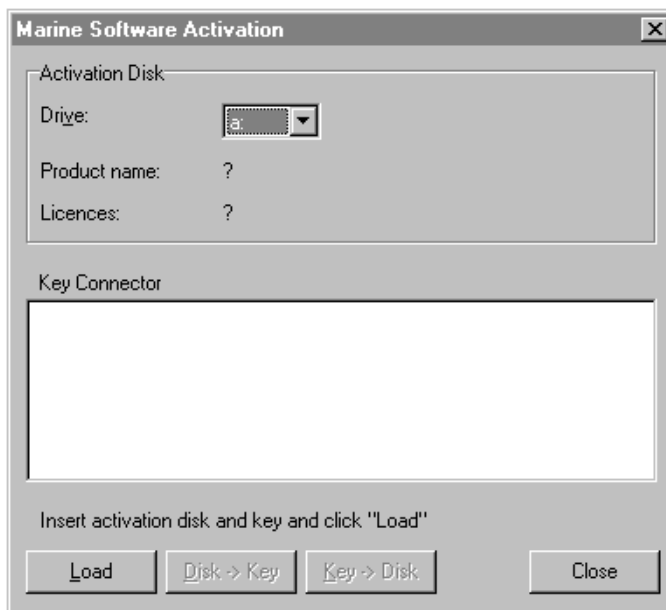 Marine Software Activation
Activation Disk
Drive: a:
Product name: ?
Licences: ?
Key Connector
Insert activation disk and key and click "Load"
Load Disk -> Key Key -> Disk Close